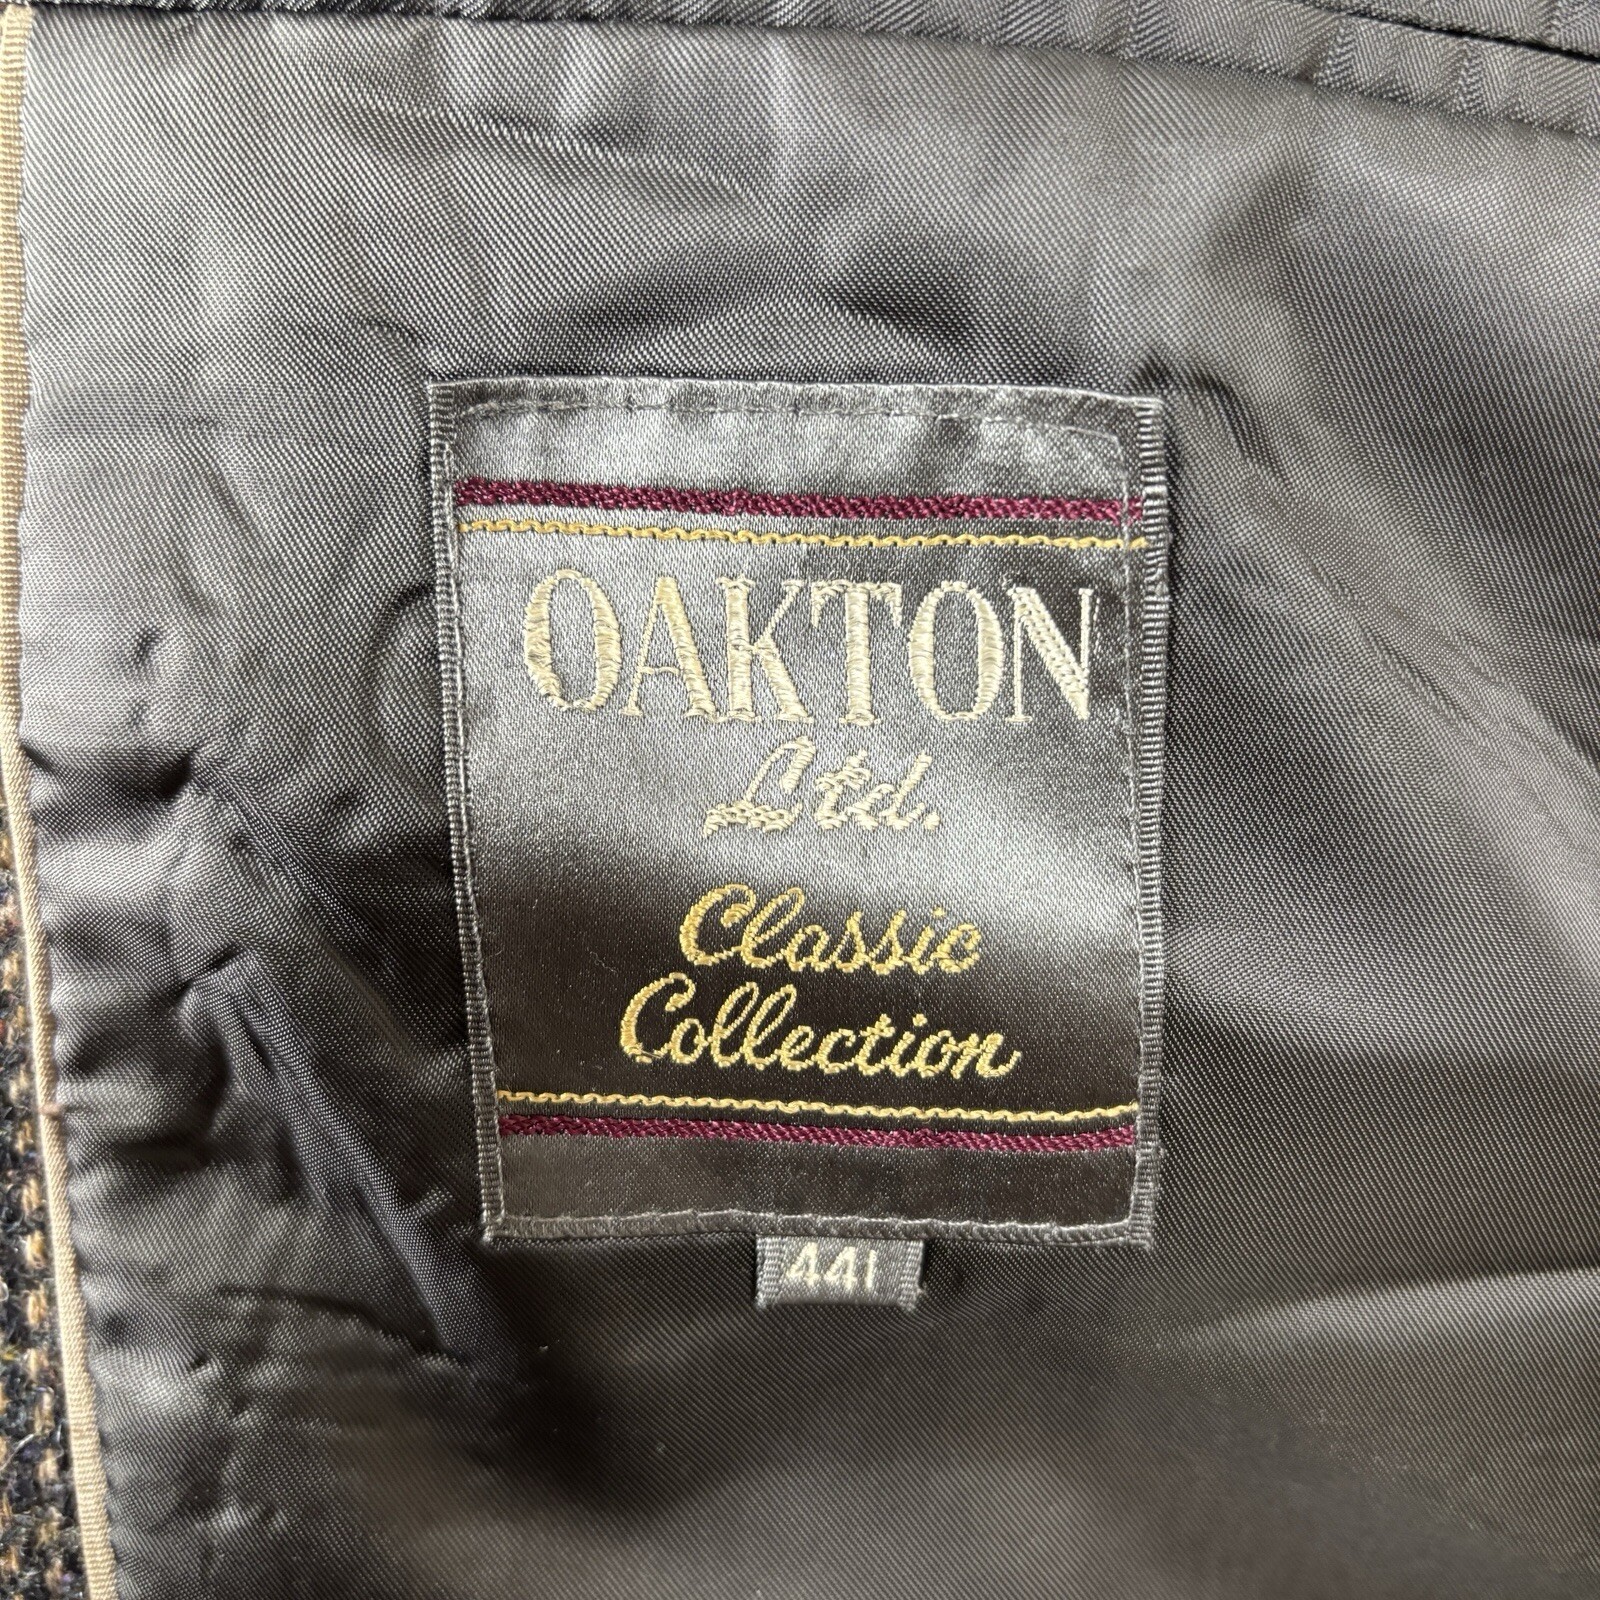 OAKTON
Ltd.
Classic
Collection
44l